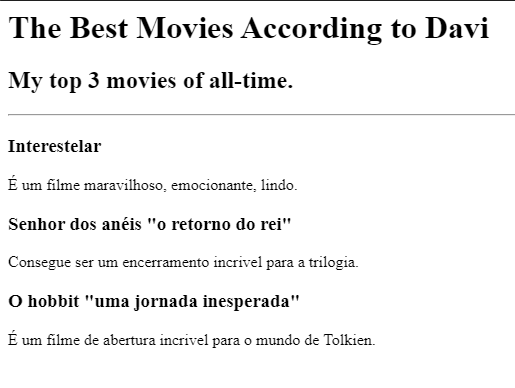 The Best Movies According to Davi
My top 3 movies of all-time.
Interestelar
É um filme maravilhoso, emocionante, lindo.
Senhor dos anéis "o retorno do rei"
Consegue ser um encerramento incrivel para a trilogia.
O hobbit "uma jornada inesperada"
É um filme de abertura incrivel para o mundo de Tolkien.